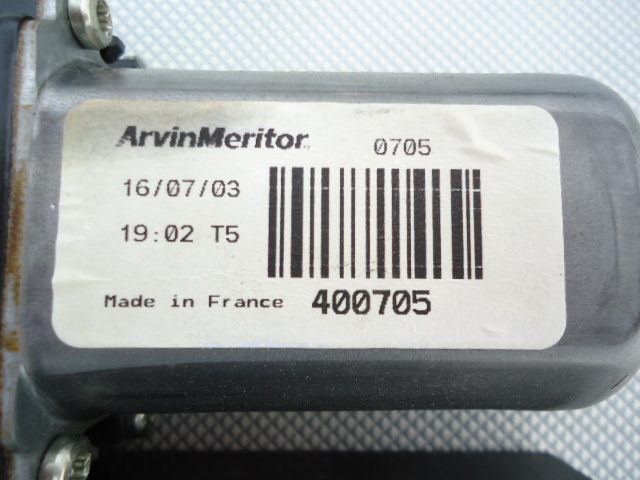 ArvinMeritor 0705
16/07/03
19:02 T5
Made in France 400705